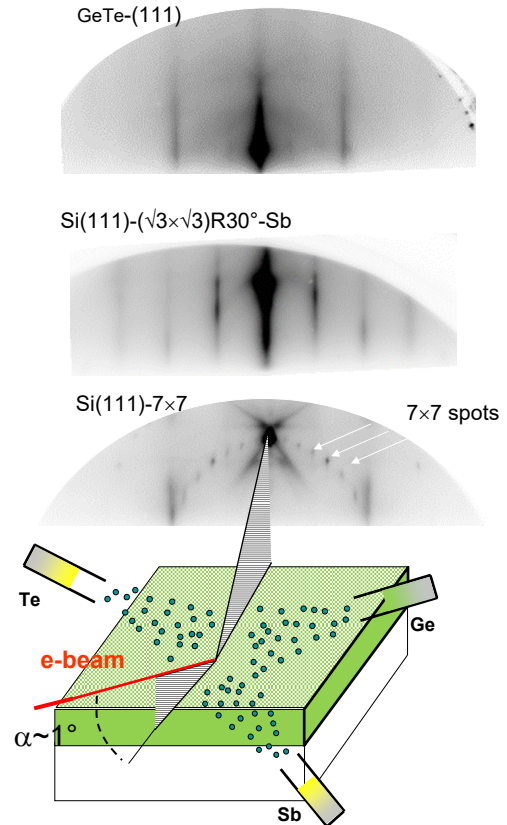 GeTe-(111)
Si(111)-(√3×√3)R30°-Sb
Si(111)-7×7
7×7 spots
Te
Ge
e-beam
α~1°
Sb